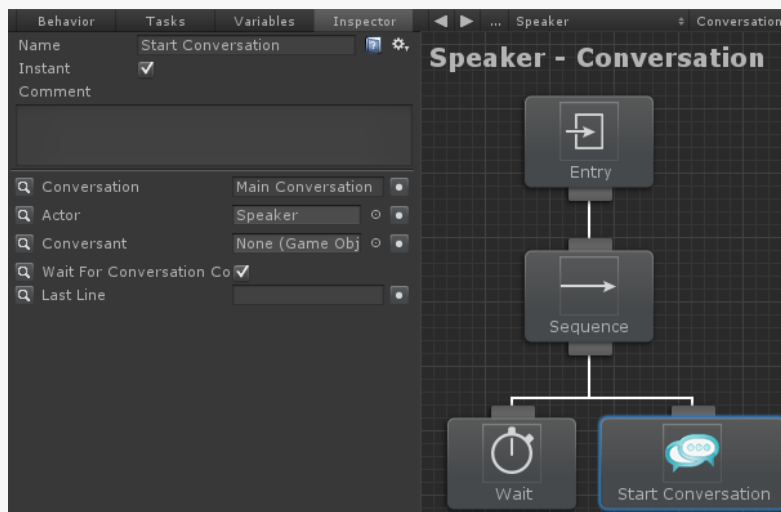 Behavior Tasks Variables Inspector
Name Start Conversation
Instant
Comment
Conversation Main Conversation
Actor Speaker
Conversant None (Game Obj
Wait For Conversation Co
Last Line
... Speaker Conversation
Speaker - Conversation
Entry
Sequence
Wait
Start Conversation